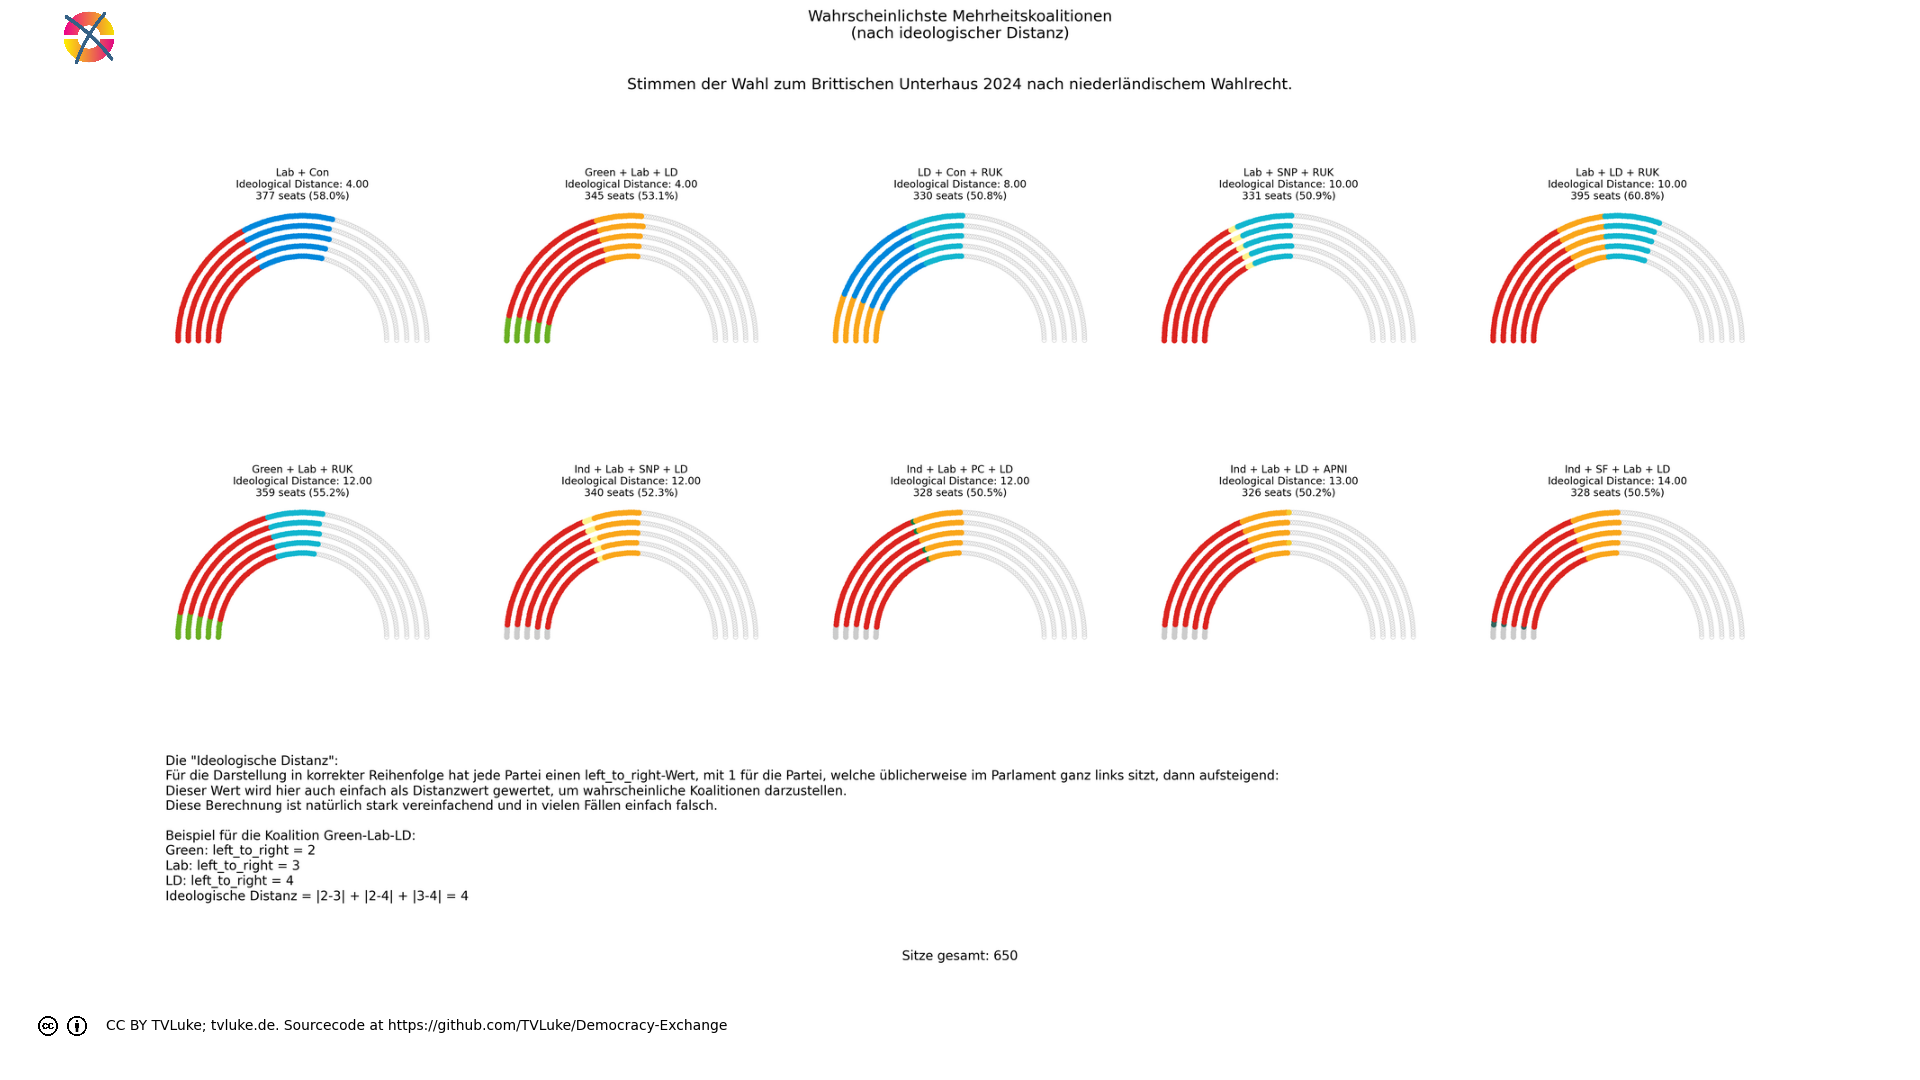 Wahrscheinlichste Mehrheitskoalitionen
(nach ideologischer Distanz)
Stimmen der Wahl zum Brittischen Unterhaus 2024 nach niederländischem Wahlrecht.
Lab + Con
Ideological Distance: 4.00
377 seats (58.0%)
Green + Lab + LD
Ideological Distance: 4.00
345 seats (53.1%)
LD + Con + RUK
Ideological Distance: 8.00
330 seats (50.8%)
Lab + SNP + RUK
Ideological Distance: 10.00
331 seats (50.9%)
Lab + LD + RUK
Ideological Distance: 10.00
395 seats (60.8%)
Green + Lab + RUK
Ideological Distance: 12.00
359 seats (55.2%)
Ind + Lab + SNP + LD
Ideological Distance: 12.00
340 seats (52.3%)
Ind + Lab + PC + LD
Ideological Distance: 12.00
328 seats (50.5%)
Ind + Lab + LD + APNI
Ideological Distance: 13.00
326 seats (50.2%)
Ind + SF + Lab + LD
Ideological Distance: 14.00
328 seats (50.5%)
Die "Ideologische Distanz":
Für die Darstellung in korrekter Reihenfolge hat jede Partei einen left_to_right-Wert, mit 1 für die Partei, welche üblicherweise im Parlament ganz links sitzt, dann aufsteigend:
Dieser Wert wird hier auch einfach als Distanzwert gewertet, um wahrscheinliche Koalitionen darzustellen.
Diese Berechnung ist natürlich stark vereinfachend und in vielen Fällen einfach falsch.
Beispiel für die Koalition Green-Lab-LD:
Green: left_to_right = 2
Lab: left_to_right = 3
LD: left_to_right = 4
Ideologische Distanz = |2-3| + |2-4| + |3-4| = 4
Sitze gesamt: 650
cc CC BY TVLuke; tvluke.de. Sourcecode at https://github.com/TVLuke/Democracy-Exchange